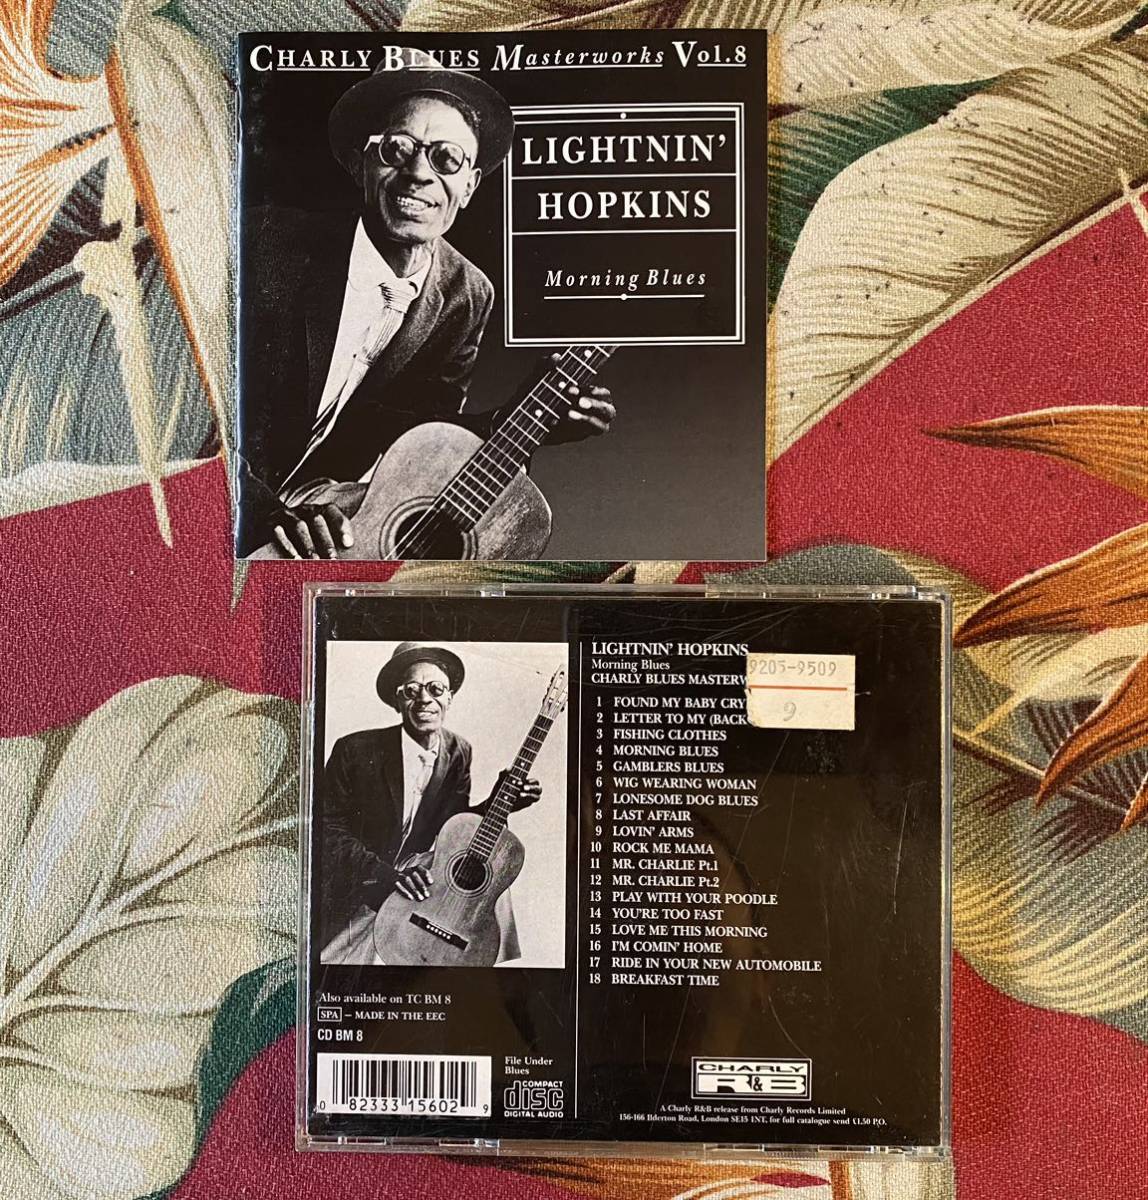 CHARLY BLUES Masterworks VOL.8
LIGHTNIN'
HOPKINS
Morning Blues
LIGHTNIN' HOPKINS
Morning Blues
CHARLY BLUES MASTERW
9205-9509
9
1 FOUND MY BABY CRY
2 LETTER TO MY (BACK
3 FISHING CLOTHES
4 MORNING BLUES
5 GAMBLERS BLUES
6 WIG WEARING WOMAN
7 LONESOME DOG BLUES
8 LAST AFFAIR
9 LOVIN' ARMS
10 ROCK ME MAMA
11 MR. CHARLIE Pt.1
12 MR. CHARLIE Pt.2
13 PLAY WITH YOUR POODLE
14 YOU'RE TOO FAST
15 LOVE ME THIS MORNING
16 I'M COMIN' HOME
17 RIDE IN YOUR NEW AUTOMOBILE
18 BREAKFAST TIME
Also available on TC BM 8
SPA – MADE IN THE EEC
CD BM 8
0 82333 15602 9
File Under
Blues
COMPACT
disc
DIGITAL AUDIO
CHARLY
R&B
A Charly R&B release from Charly Records Limited
156-166 Ilderton Road, London SE15 1NT, for full catalogue send £1.50 P.O.